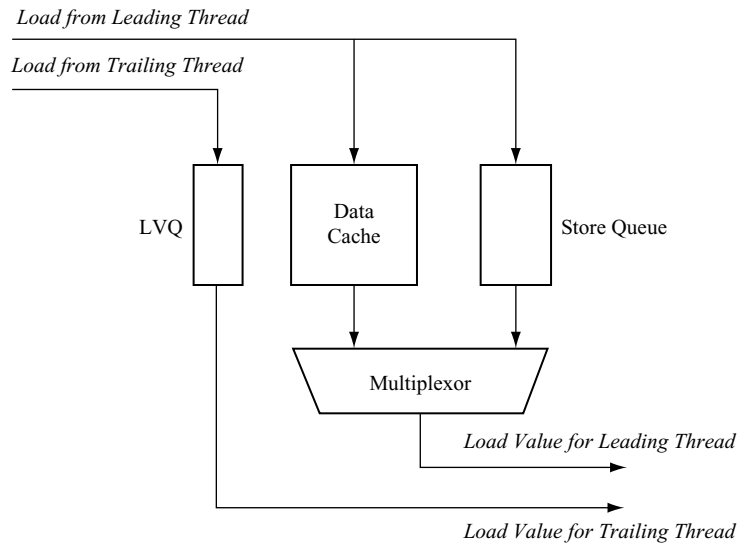 Load from Leading Thread
Load from Trailing Thread
LVQ
Data
Cache
Store Queue
Multiplexor
Load Value for Leading Thread
Load Value for Trailing Thread